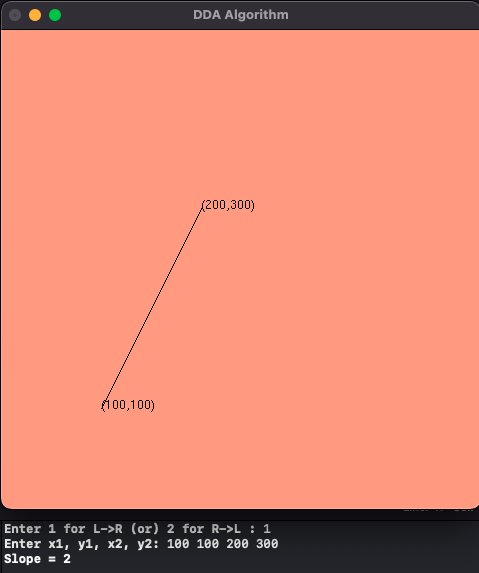 DDA Algorithm
(200,300)
(100,100)
Enter 1 for L->R (or) 2 for R->L : 1
Enter x1, y1, x2, y2: 100 100 200 300
Slope = 2